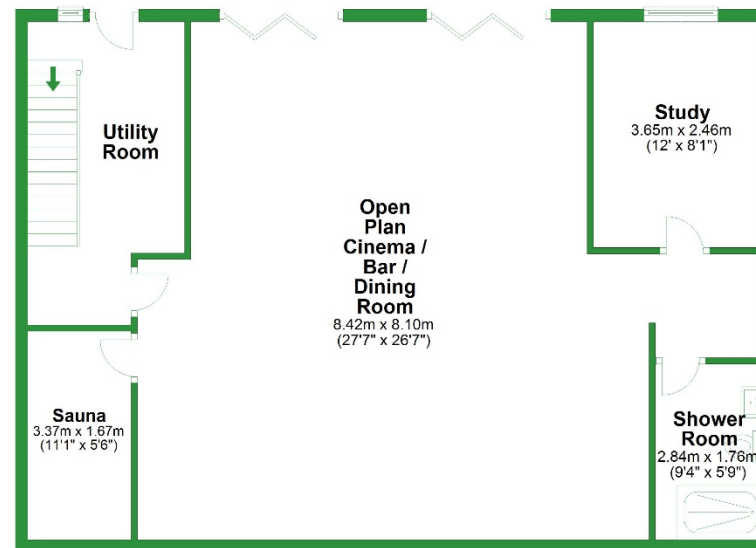 Utility
Room
Study
3.65m x 2.46m
(12' x 8'1")
Open
Plan
Cinema /
Bar /
Dining
Room
8.42m x 8.10m
(27'7" x 26'7")
Sauna
3.37m x 1.67m
(11'1" x 5'6")
Shower
Room
2.84m x 1.76m
(9'4" x 5'9")